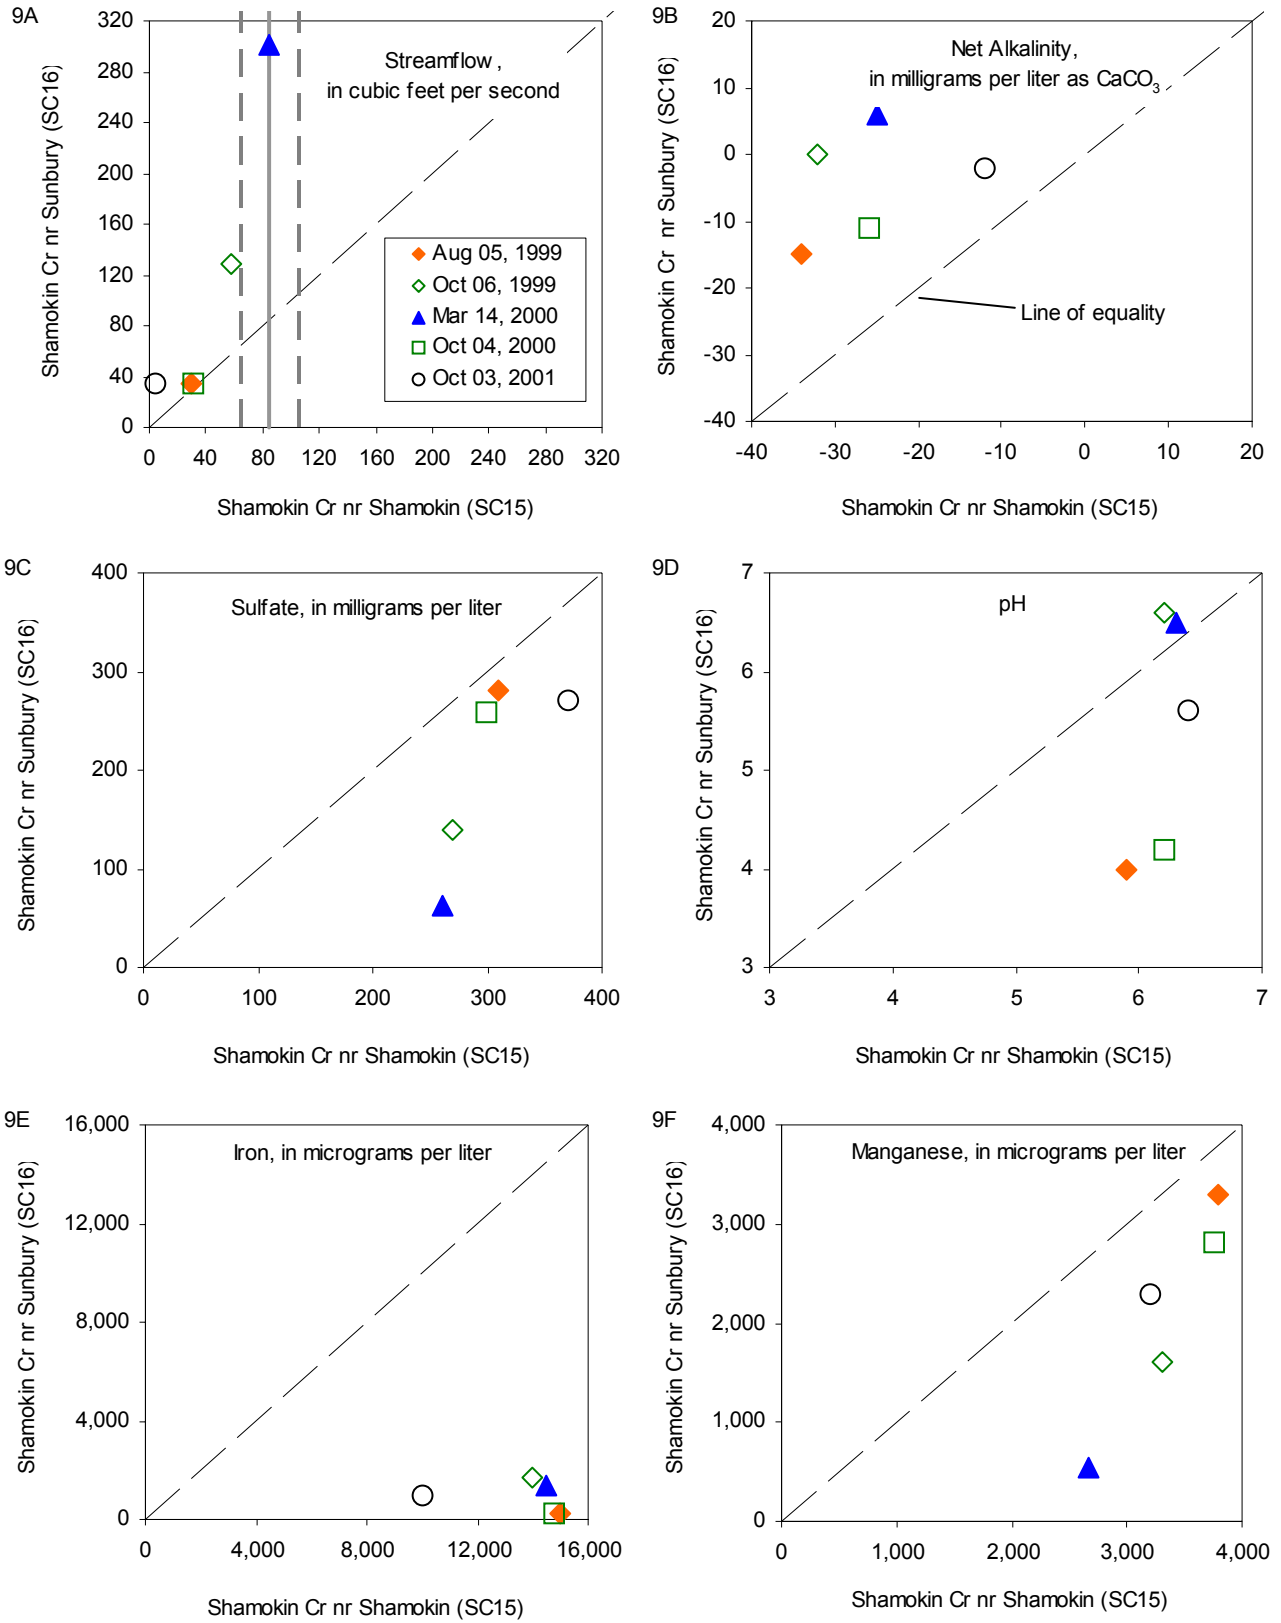 9A
Streamflow,
in cubic feet per second
Shamokin Cr nr Sunbury (SC16)
320
280
240
200
160
120
80
40
0
Aug 05, 1999
Oct 06, 1999
Mar 14, 2000
Oct 04, 2000
Oct 03, 2001
0 40 80 120 160 200 240 280 320
Shamokin Cr nr Shamokin (SC15)
9B
Net Alkalinity,
in milligrams per liter as CaCO₃
Shamokin Cr nr Sunbury (SC16)
20
10
0
-10
-20
-30
-40
Line of equality
-40 -30 -20 -10 0 10 20
Shamokin Cr nr Shamokin (SC15)
9C
Sulfate, in milligrams per liter
Shamokin Cr nr Sunbury (SC16)
400
300
200
100
0
0 100 200 300 400
Shamokin Cr nr Shamokin (SC15)
9D
pH
Shamokin Cr nr Sunbury (SC16)
7
6
5
4
3
3 4 5 6 7
Shamokin Cr nr Shamokin (SC15)
9E
Iron, in micrograms per liter
Shamokin Cr nr Sunbury (SC16)
16,000
12,000
8,000
4,000
0
0 4,000 8,000 12,000 16,000
Shamokin Cr nr Shamokin (SC15)
9F
Manganese, in micrograms per liter
Shamokin Cr nr Sunbury (SC16)
4,000
3,000
2,000
1,000
0
0 1,000 2,000 3,000 4,000
Shamokin Cr nr Shamokin (SC15)